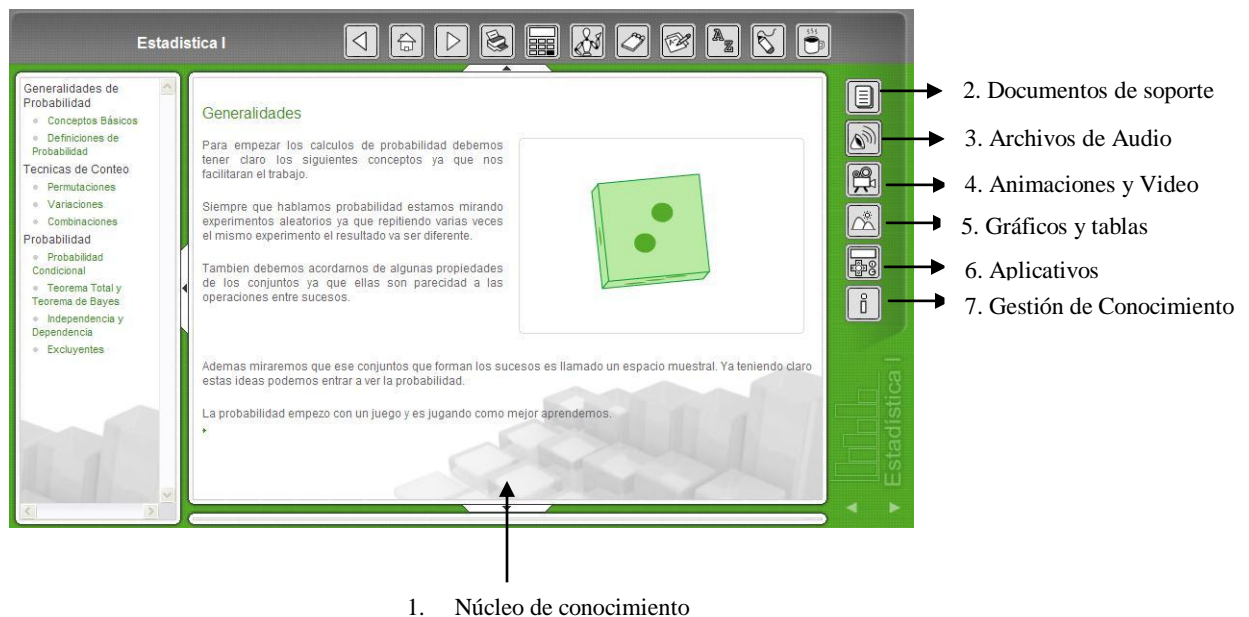 Estadistica I
A
Z
Generalidades de
Probabilidad
Conceptos Básicos
Definiciones de
Probabilidad
Tecnicas de Conteo
Permutaciones
Variaciones
Combinaciones
Probabilidad
Probabilidad
Condicional
Teorema Total y
Teorema de Bayes
Independencia y
Dependencia
Excluyentes
Generalidades
Para empezar los calculos de probabilidad debemos
tener claro los siguientes conceptos ya que nos
facilitaran el trabajo.
Siempre que hablamos probabilidad estamos mirando
experimentos aleatorios ya que repitiendo varias veces
el mismo experimento el resultado va ser diferente.
Tambien debemos acordarnos de algunas propiedades
de los conjuntos ya que ellas son parecidad a las
operaciones entre sucesos.
Ademas miraremos que ese conjuntos que forman los sucesos es llamado un espacio muestral. Ya teniendo claro
estas ideas podemos entrar a ver la probabilidad.
La probabilidad empezo con un juego y es jugando como mejor aprendemos.
Estadística I
2. Documentos de soporte
3. Archivos de Audio
4. Animaciones y Video
5. Gráficos y tablas
6. Aplicativos
7. Gestión de Conocimiento
1. Núcleo de conocimiento